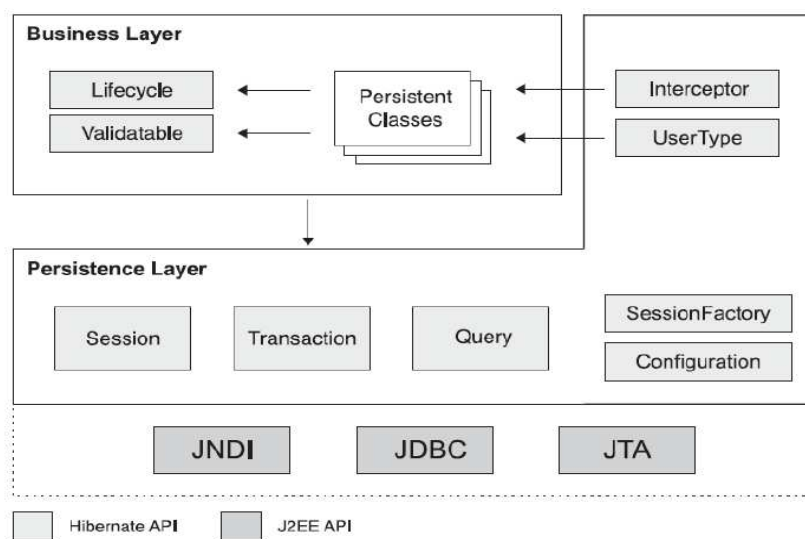 Business Layer
Lifecycle
Validatable
Persistent
Classes
Interceptor
UserType
Persistence Layer
Session
Transaction
Query
SessionFactory
Configuration
JNDI
JDBC
JTA
Hibernate API
J2EE API